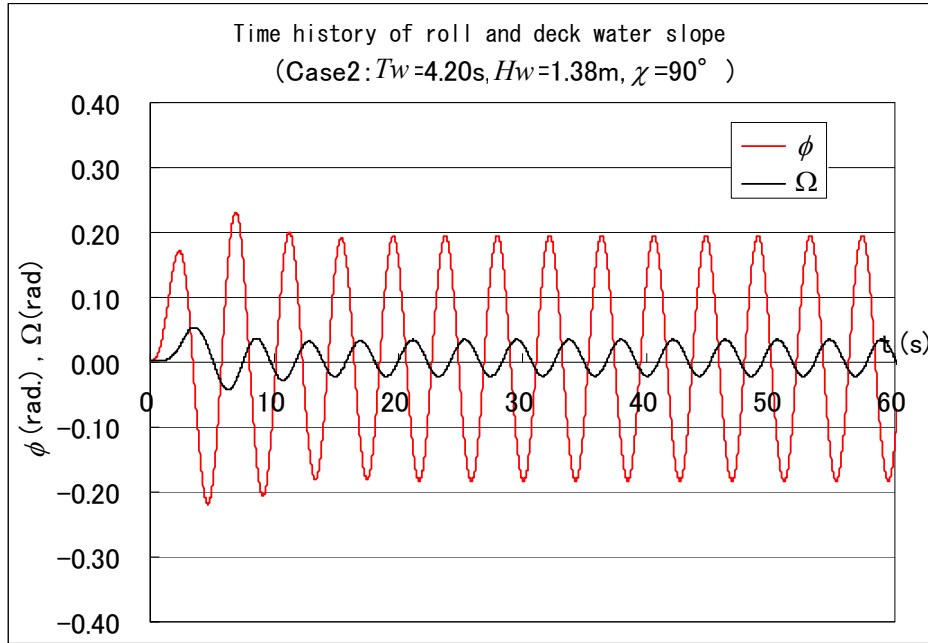 Time history of roll and deck water slope
(Case2: Tw=4.20s, Hw=1.38m, χ=90° )
0.40
0.30
ϕ
Ω
0.20
0.10
0.00
t(s)
0 10 20 30 40 50 60
-0.10
-0.20
-0.30
-0.40
ϕ(rad.), Ω(rad)